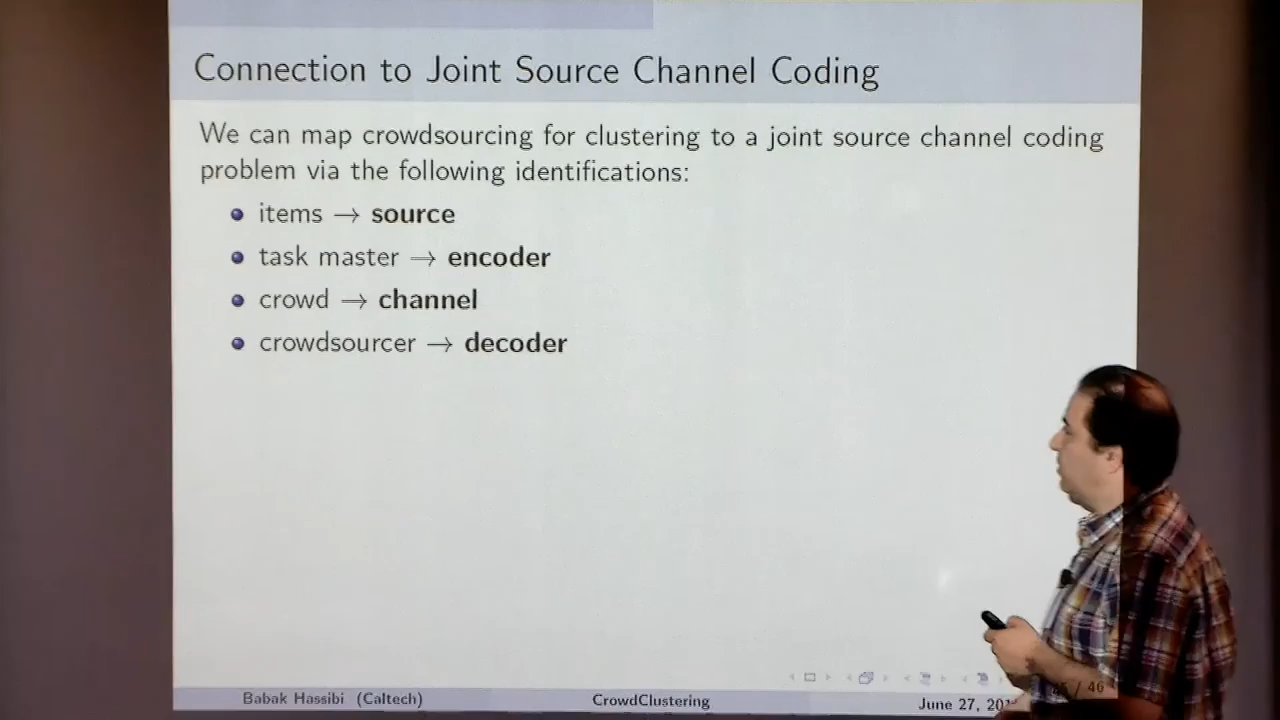 Connection to Joint Source Channel Coding
We can map crowdsourcing for clustering to a joint source channel coding
problem via the following identifications:
items → source
task master → encoder
crowd → channel
crowdsourcer → decoder
Babak Hassibi (Caltech)
CrowdClustering
June 27,
/ 46